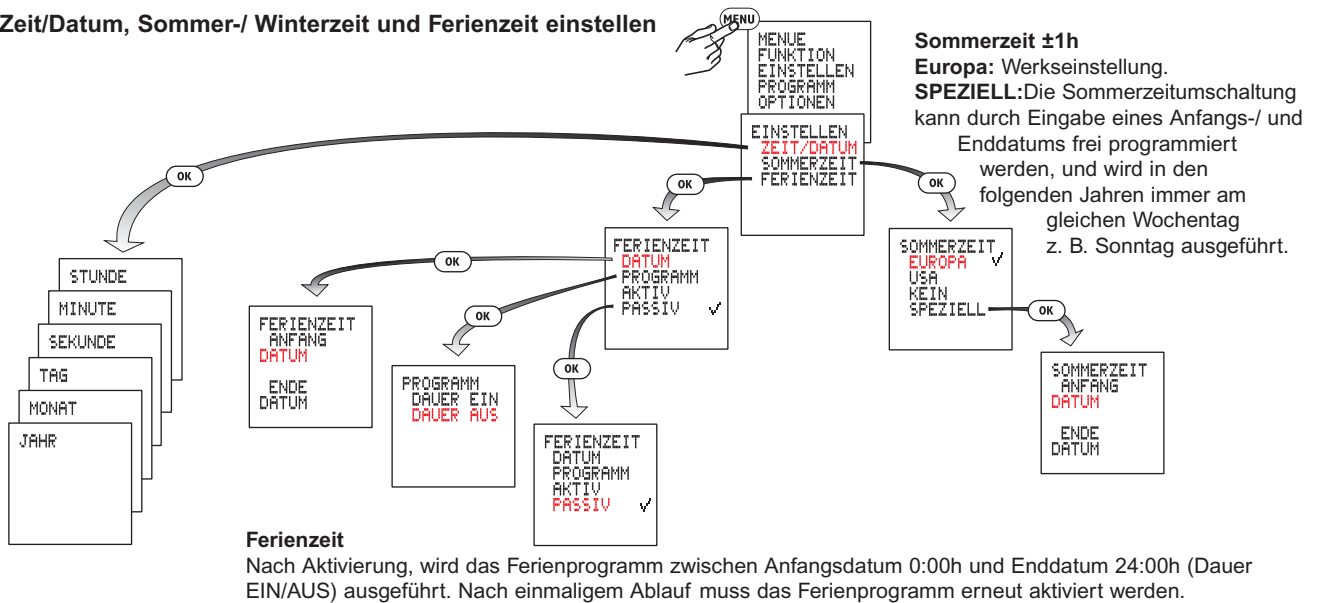 Zeit/Datum, Sommer-/ Winterzeit und Ferienzeit einstellen
MENU
MENUE
FUNKTION
EINSTELLEN
PROGRAMM
OPTIONEN
EINSTELLEN
ZEIT/DATUM
SOMMERZEIT
FERIENZEIT
Sommerzeit ±1h
Europa: Werkseinstellung.
SPEZIELL:Die Sommerzeitumschaltung
kann durch Eingabe eines Anfangs-/ und
Enddatums frei programmiert
werden, und wird in den
folgenden Jahren immer am
gleichen Wochentag
z. B. Sonntag ausgeführt.
OK
OK
OK
STUNDE
MINUTE
SEKUNDE
TAG
MONAT
JAHR
FERIENZEIT
DATUM
PROGRAMM
AKTIV
PASSIV ✓
OK
OK
OK
FERIENZEIT
ANFANG
DATUM
ENDE
DATUM
PROGRAMM
DAUER EIN
DAUER AUS
FERIENZEIT
DATUM
PROGRAMM
AKTIV
PASSIV ✓
SOMMERZEIT
EUROPA ✓
USA
KEIN
SPEZIELL
OK
SOMMERZEIT
ANFANG
DATUM
ENDE
DATUM
Ferienzeit
Nach Aktivierung, wird das Ferienprogramm zwischen Anfangsdatum 0:00h und Enddatum 24:00h (Dauer
EIN/AUS) ausgeführt. Nach einmaligem Ablauf muss das Ferienprogramm erneut aktiviert werden.